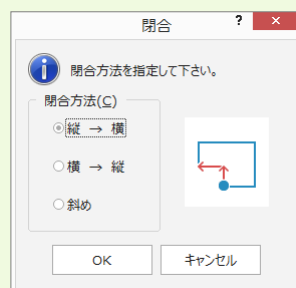 閉合
?
×
閉合方法を指定して下さい。
閉合方法(C)
縦 → 横
横 → 縦
斜め
OK
キャンセル